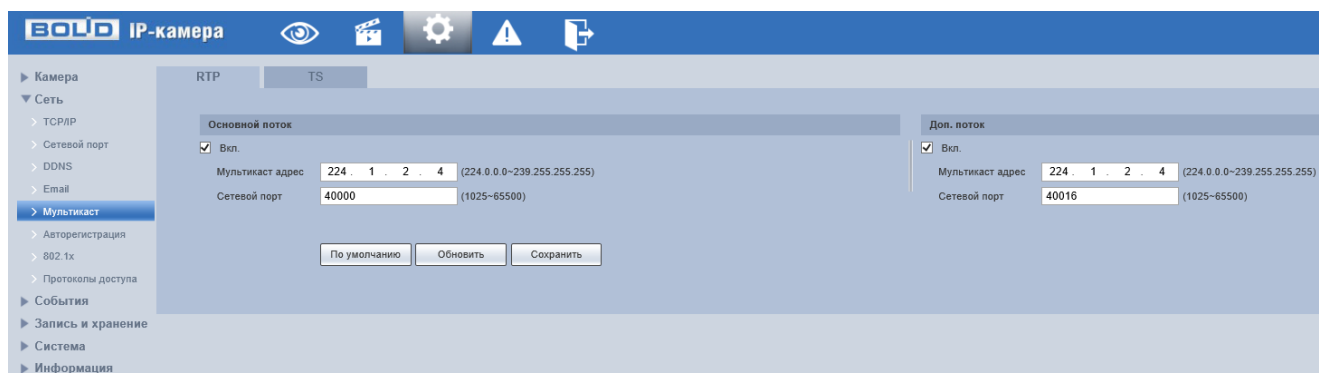 BOLID IP-камера
Камера
Сеть
TCP/IP
Сетевой порт
DDNS
Email
Мультикаст
Авторегистрация
802.1x
Протоколы доступа
События
Запись и хранение
Система
Информация
RTP
TS
Основной поток
Вкл.
Мультикаст адрес 224 . 1 . 2 . 4 (224.0.0.0~239.255.255.255)
Сетевой порт 40000 (1025~65500)
По умолчанию Обновить Сохранить
Доп. поток
Вкл.
Мультикаст адрес 224 . 1 . 2 . 4 (224.0.0.0~239.255.255.255)
Сетевой порт 40016 (1025~65500)